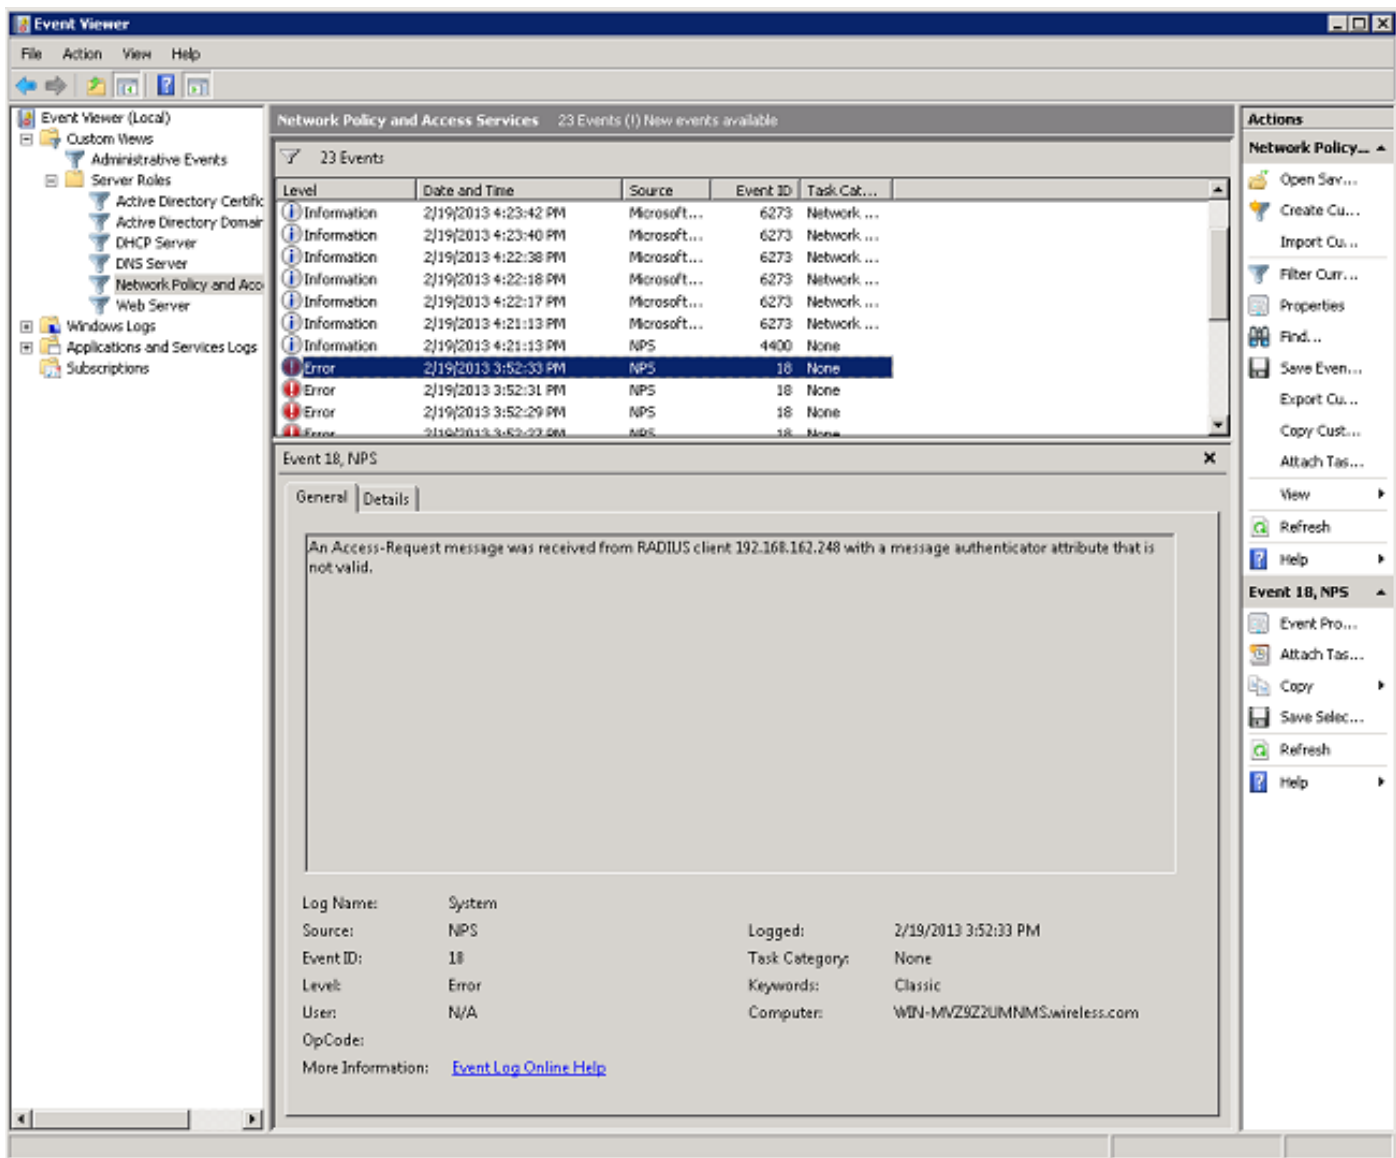 Event Viewer
File Action View Help
Event Viewer (Local)
Custom Views
Administrative Events
Server Roles
Active Directory Certific
Active Directory Domain
DHCP Server
DNS Server
Network Policy and Acce
Web Server
Windows Logs
Applications and Services Logs
Subscriptions
Network Policy and Access Services 23 Events (!) New events available
23 Events
Level Date and Time Source Event ID Task Cat...
Information 2/19/2013 4:23:42 PM Microsoft... 6273 Network ...
Information 2/19/2013 4:23:40 PM Microsoft... 6273 Network ...
Information 2/19/2013 4:22:38 PM Microsoft... 6273 Network ...
Information 2/19/2013 4:22:18 PM Microsoft... 6273 Network ...
Information 2/19/2013 4:22:17 PM Microsoft... 6273 Network ...
Information 2/19/2013 4:21:13 PM Microsoft... 6273 Network ...
Information 2/19/2013 4:21:13 PM NPS 4400 None
Error 2/19/2013 3:52:33 PM NPS 18 None
Error 2/19/2013 3:52:31 PM NPS 18 None
Error 2/19/2013 3:52:29 PM NPS 18 None
Error 2/19/2013 3:52:27 PM NPS 18 None
Event 18, NPS
General Details
An Access-Request message was received from RADIUS client 192.168.162.248 with a message authenticator attribute that is
not valid.
Log Name: System
Source: NPS Logged: 2/19/2013 3:52:33 PM
Event ID: 18 Task Category: None
Level: Error Keywords: Classic
User: N/A Computer: WIN-MVZ9Z2UMNMS.wireless.com
OpCode:
More Information: Event Log Online Help
Actions
Network Policy...
Open Sav...
Create Cu...
Import Cu...
Filter Curr...
Properties
Find...
Save Even...
Export Cu...
Copy Cust...
Attach Tas...
View
Refresh
Help
Event 18, NPS
Event Pro...
Attach Tas...
Copy
Save Selec...
Refresh
Help